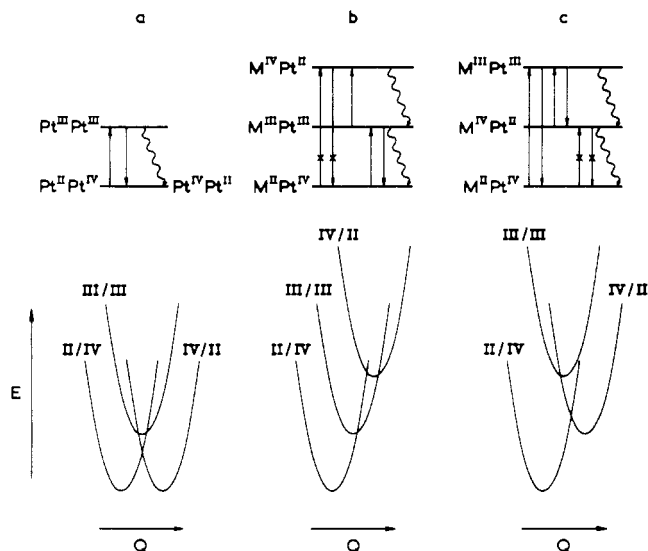 a
b
c
Pt^III Pt^III
Pt^II Pt^IV
Pt^IV Pt^II
M^IV Pt^II
M^III Pt^III
M^II Pt^IV
M^III Pt^III
M^IV Pt^II
M^II Pt^IV
E
III/III
II/IV
IV/II
IV/II
III/III
II/IV
III/III
IV/II
II/IV
Q
Q
Q